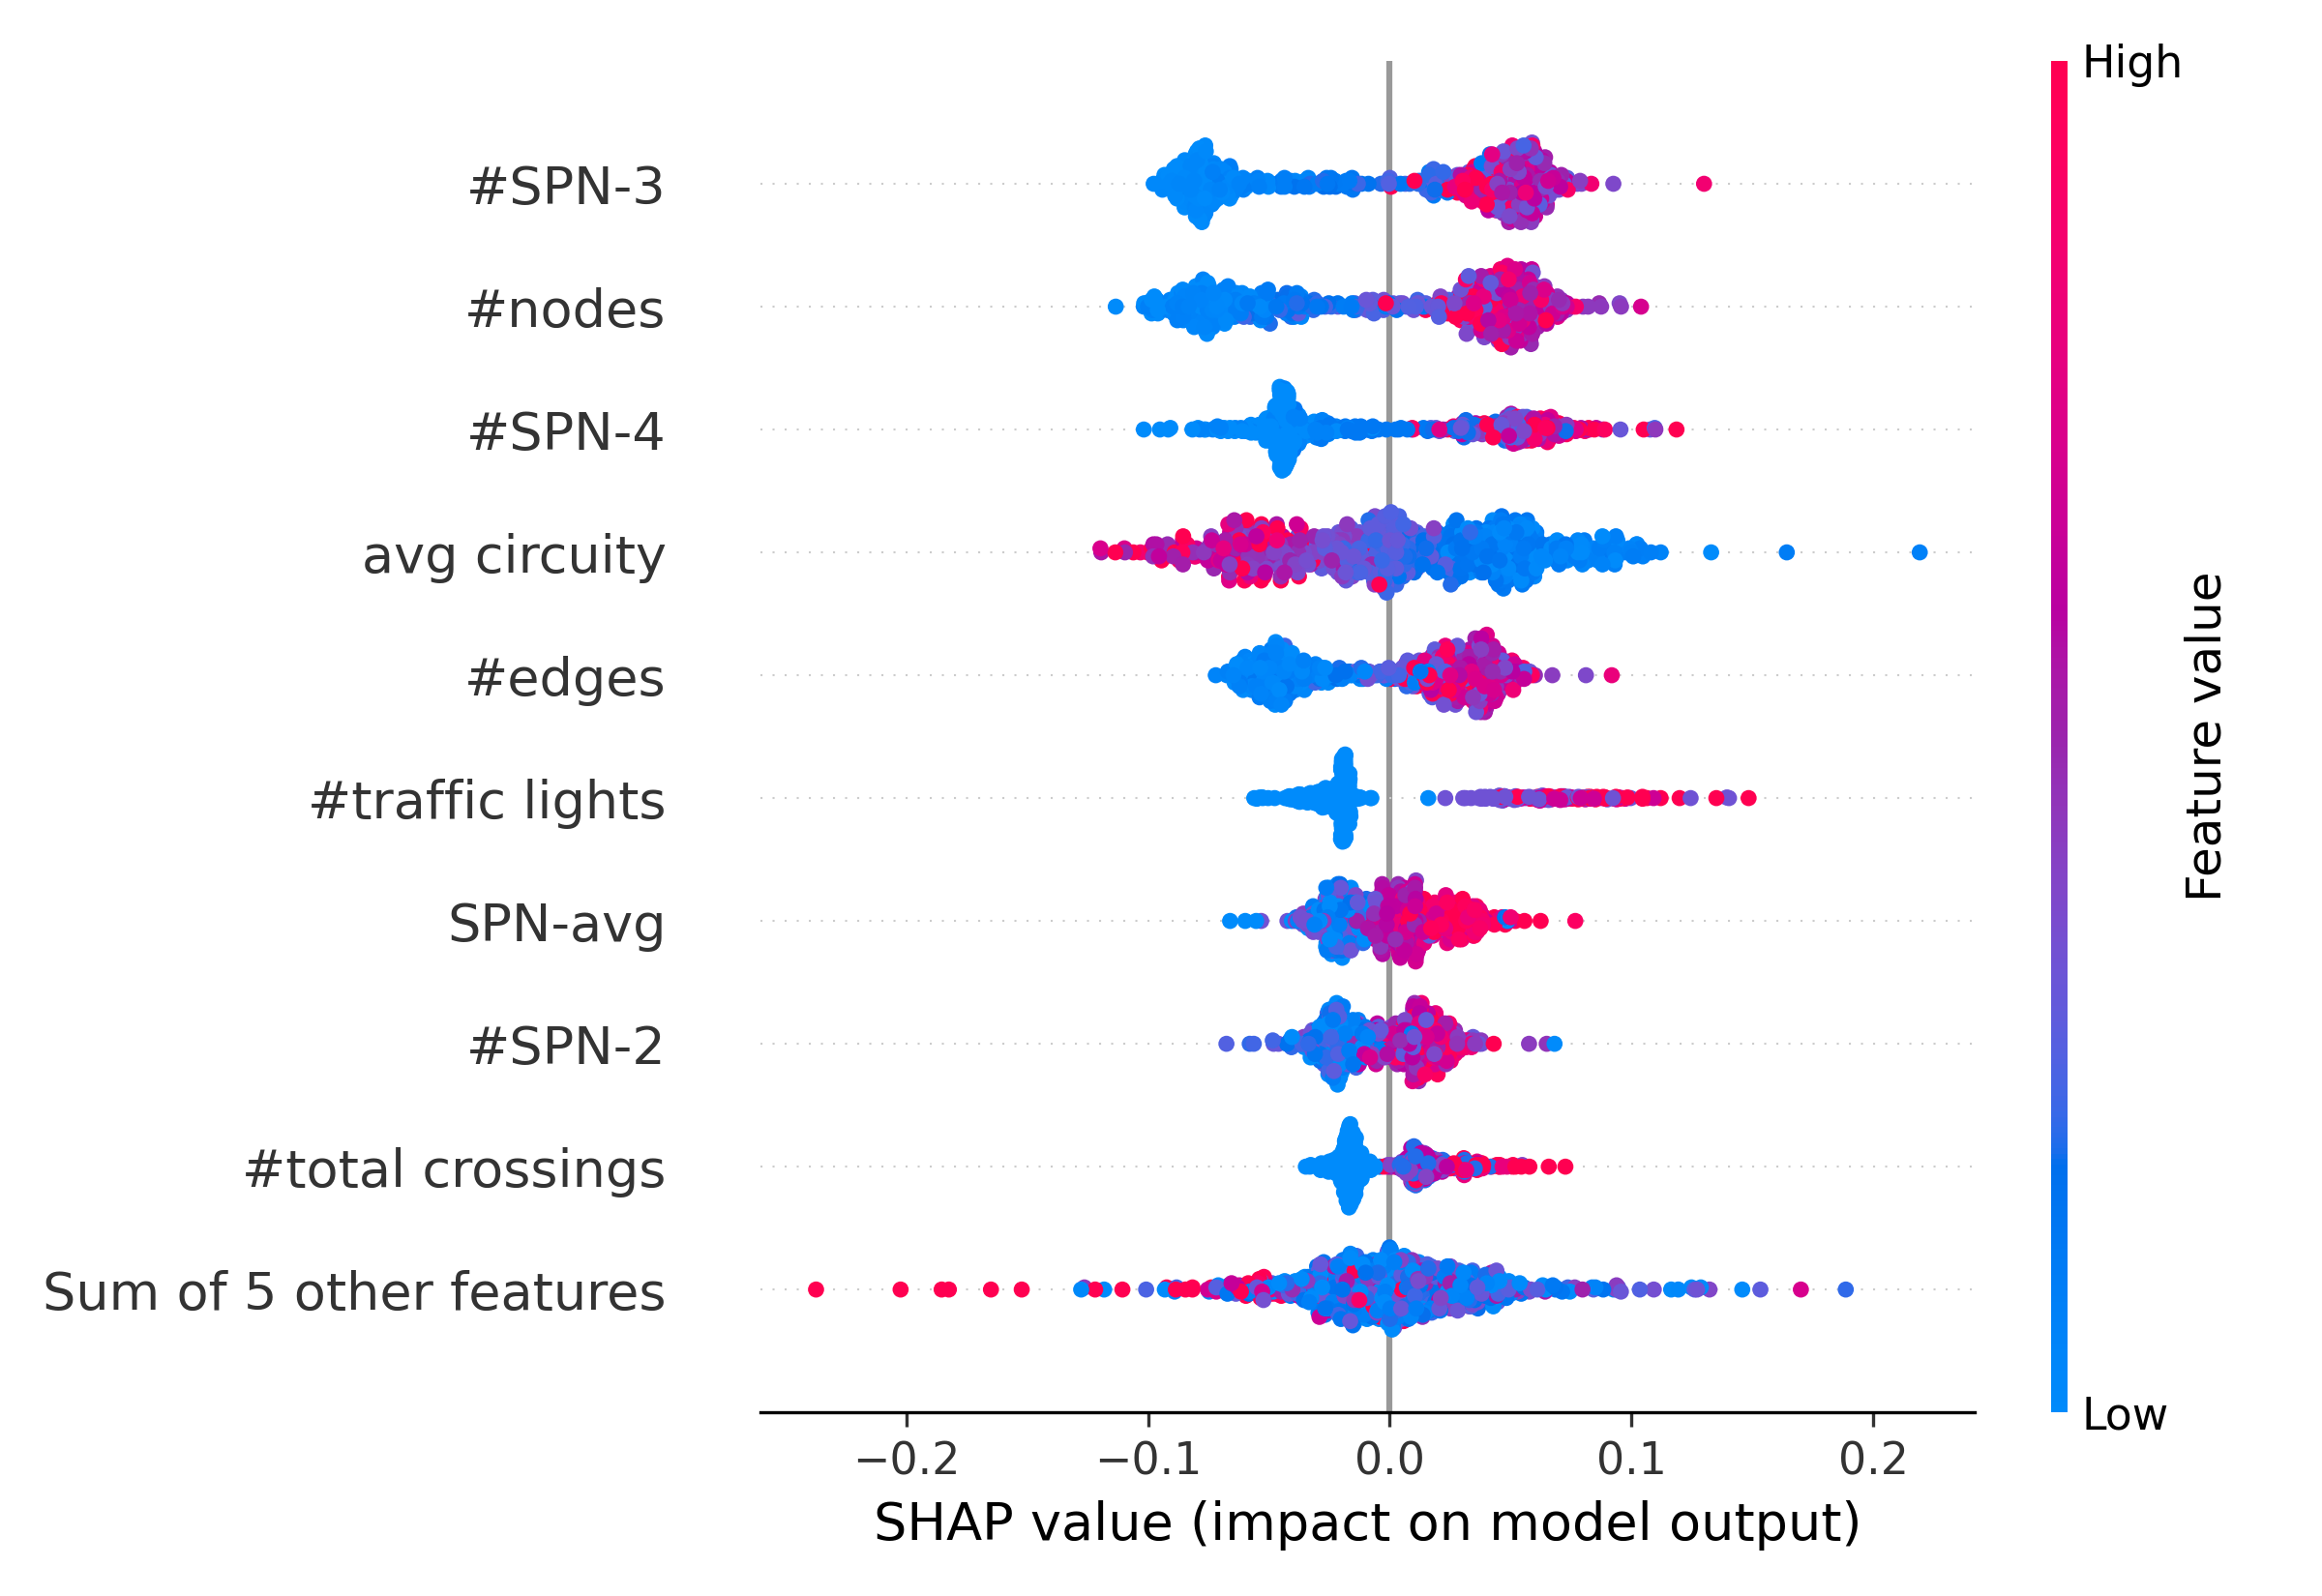 High
#SPN-3
#nodes
#SPN-4
avg circuity
#edges
#traffic lights
SPN-avg
#SPN-2
#total crossings
Sum of 5 other features
Feature value
Low
−0.2 −0.1 0.0 0.1 0.2
SHAP value (impact on model output)